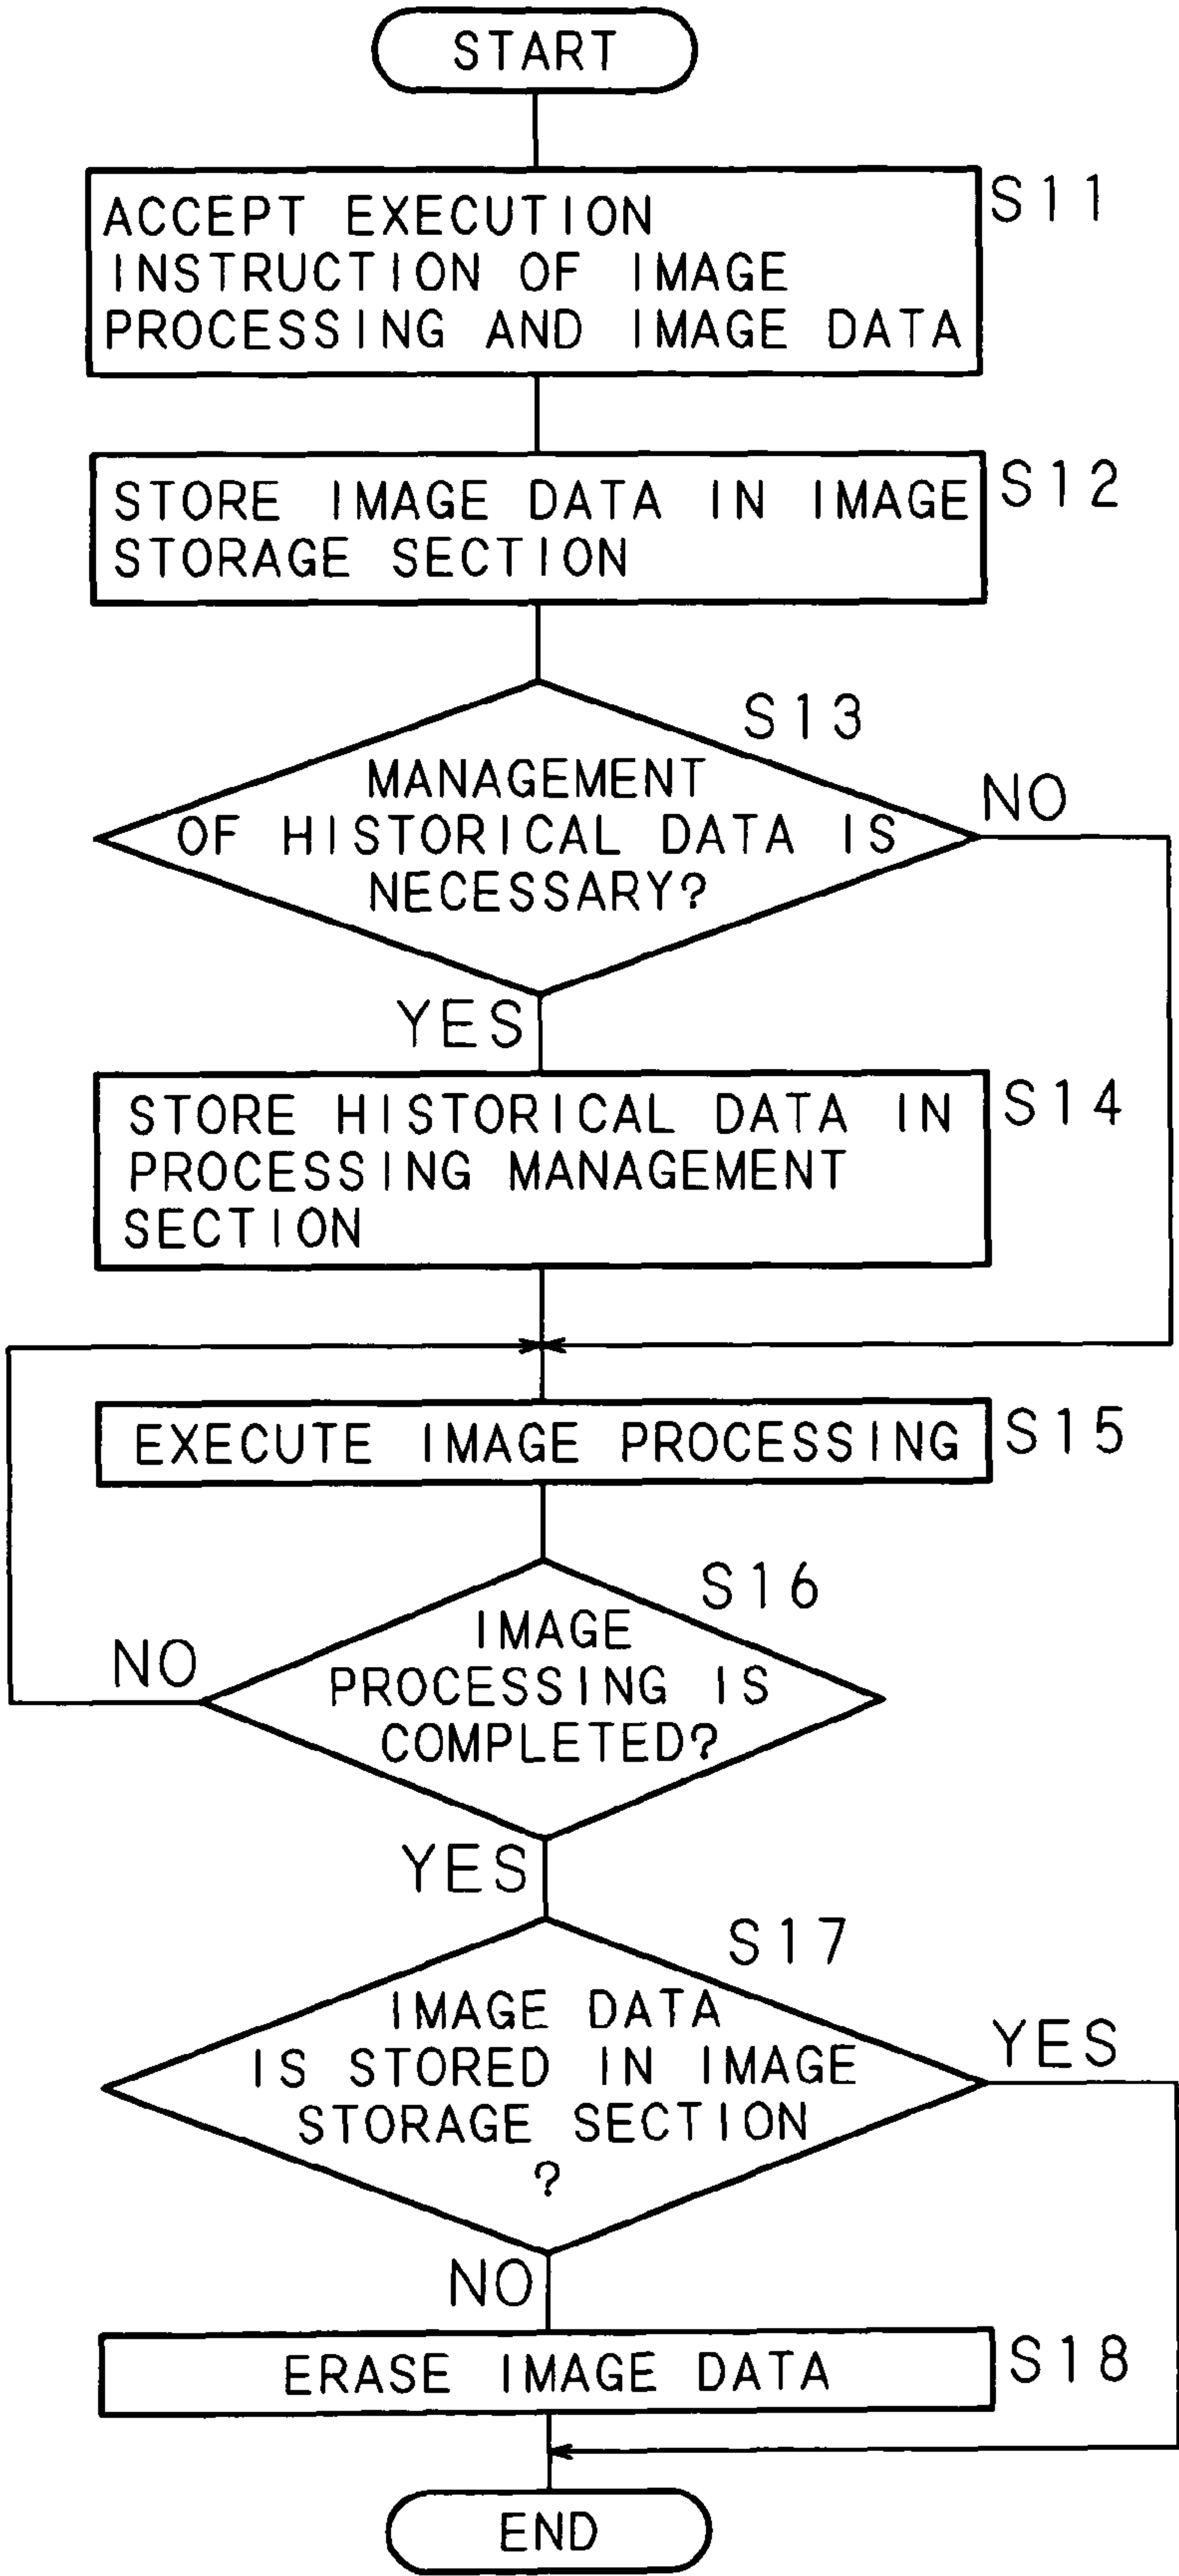 START
ACCEPT EXECUTION
INSTRUCTION OF IMAGE
PROCESSING AND IMAGE DATA
S11
STORE IMAGE DATA IN IMAGE
STORAGE SECTION
S12
S13
MANAGEMENT
OF HISTORICAL DATA IS
NECESSARY?
NO
YES
STORE HISTORICAL DATA IN
PROCESSING MANAGEMENT
SECTION
S14
EXECUTE IMAGE PROCESSING
S15
S16
IMAGE
PROCESSING IS
COMPLETED?
NO
YES
S17
IMAGE DATA
IS STORED IN IMAGE
STORAGE SECTION
?
YES
NO
ERASE IMAGE DATA
S18
END